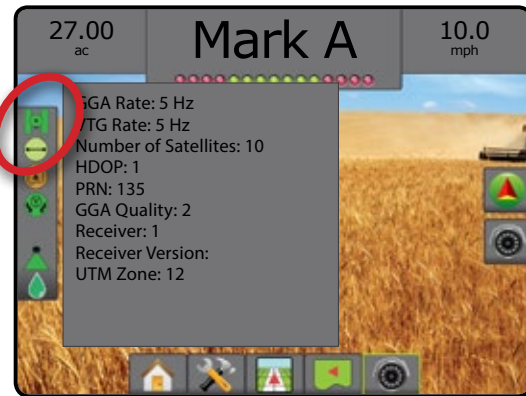 27.00
ac
Mark A
10.0
mph
GGA Rate: 5 Hz
VTG Rate: 5 Hz
Number of Satellites: 10
HDOP: 1
PRN: 135
GGA Quality: 2
Receiver: 1
Receiver Version:
UTM Zone: 12